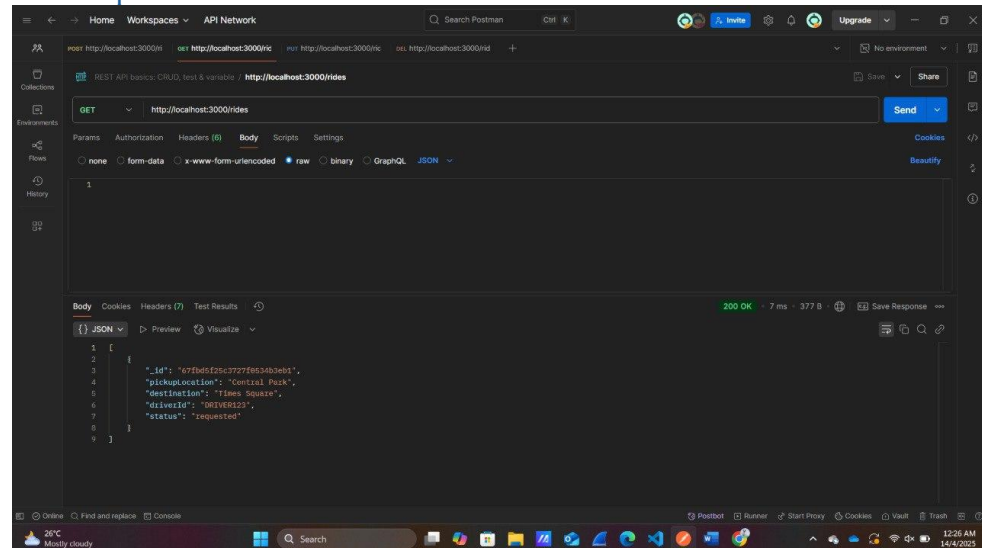 Home Workspaces API Network Search Postman Ctrl K Invite Upgrade
POST http://localhost:3000/ri GET http://localhost:3000/ric PUT http://localhost:3000/ric DEL http://localhost:3000/rid + No environment
REST API basics: CRUD, test & variable / http://localhost:3000/rides Save Share
GET http://localhost:3000/rides Send
Params Authorization Headers (6) Body Scripts Settings Cookies
none form-data x-www-form-urlencoded raw binary GraphQL JSON Beautify
1
Collections
Environments
Flows
History
Body Cookies Headers (7) Test Results 200 OK 7 ms 377 B Save Response
{} JSON Preview Visualize
1 [
2 {
3 "_id": "67fbd5f25c3727f0534b3eb1",
4 "pickupLocation": "Central Park",
5 "destination": "Times Square",
6 "driverId": "DRIVER123",
7 "status": "requested"
8 }
9 ]
Online Find and replace Console Postbot Runner Start Proxy Cookies Vault Trash
26°C
Mostly cloudy
Search
12:26 AM
14/4/2025